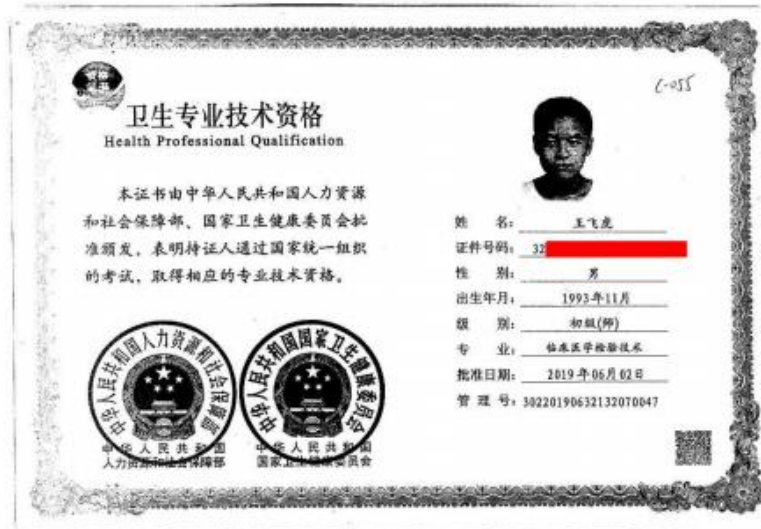 卫生专业技术资格
Health Professional Qualification
本证书由中华人民共和国人力资源
和社会保障部、国家卫生健康委员会批
准颁发，表明持证人通过国家统一组织
的考试，取得相应的专业技术资格。
中华人民共和国人力资源和社会保障部
中华人民共和国国家卫生健康委员会
中华人民共和国
人力资源和社会保障部
中华人民共和国
国家卫生健康委员会
C-055
姓 名： 王飞虎
证件号码： 32
性 别： 男
出生年月： 1993年11月
级 别： 初级(师)
专 业： 临床医学检验技术
批准日期： 2019年06月02日
管 理 号：30220190632132070047